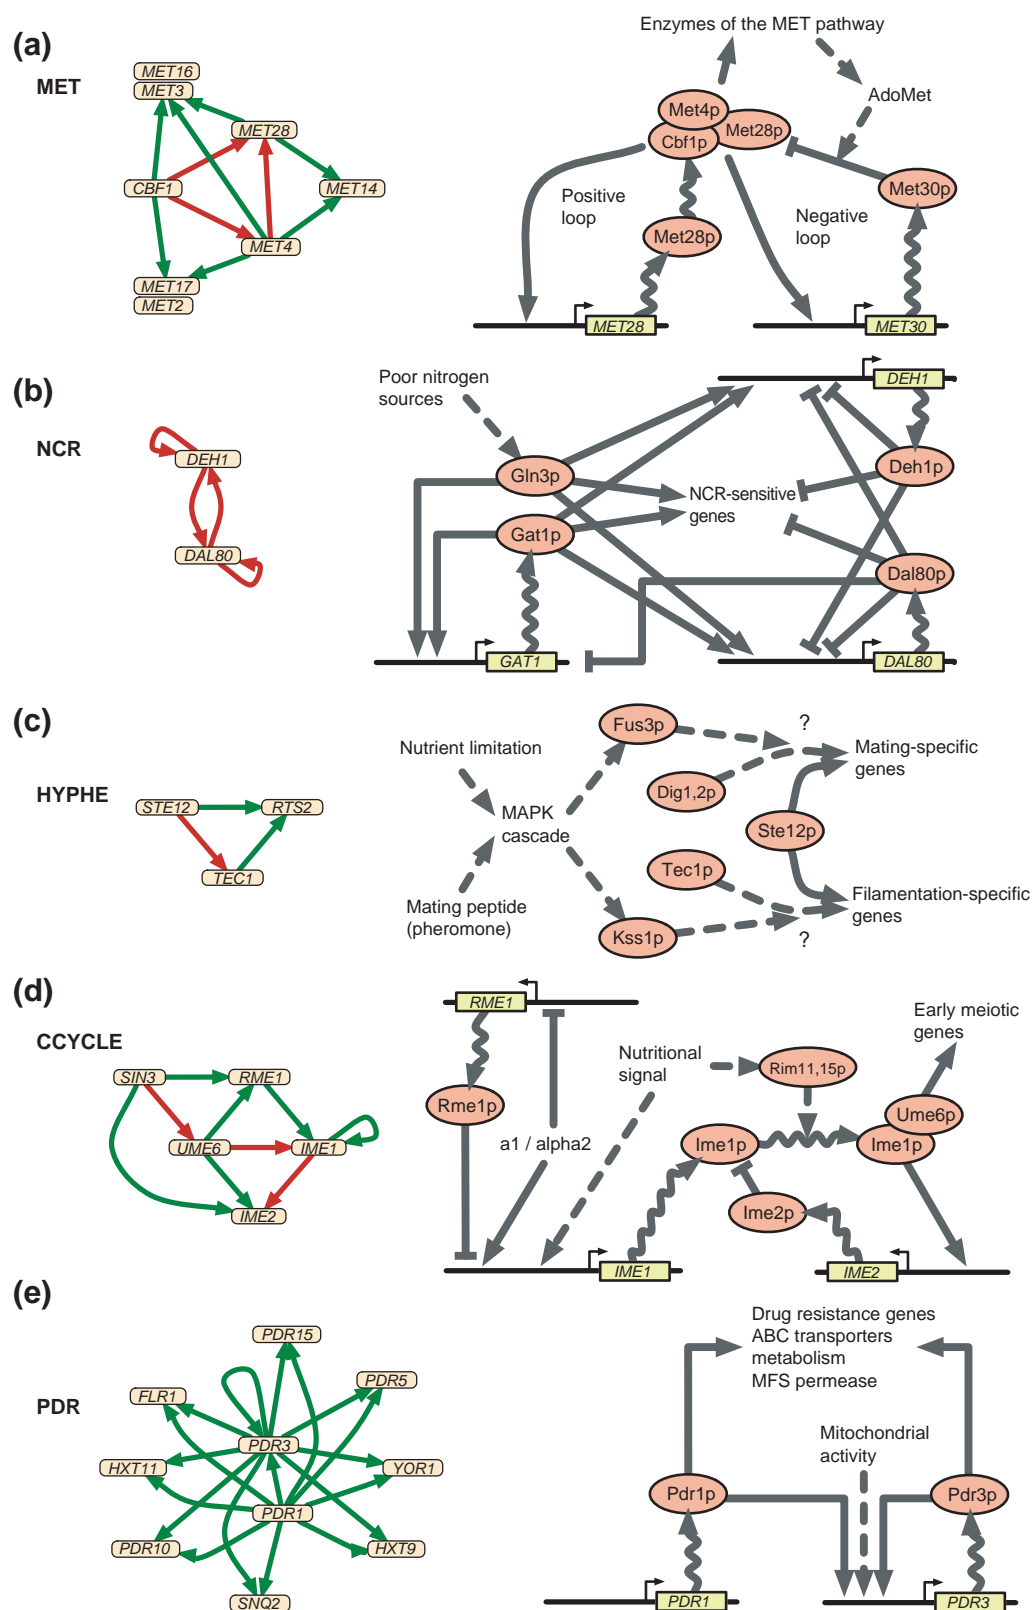 (a)
MET
MET16
MET3
MET28
CBF1
MET14
MET4
MET17
MET2
Enzymes of the MET pathway
AdoMet
Met4p
Cbf1p
Met28p
Met30p
Positive
loop
Negative
loop
Met28p
MET28
MET30
(b)
NCR
DEH1
DAL80
Poor nitrogen
sources
DEH1
Gln3p
Deh1p
NCR-sensitive
genes
Gat1p
Dal80p
GAT1
DAL80
(c)
HYPHE
STE12
RTS2
TEC1
Nutrient limitation
MAPK
cascade
Mating peptide
(pheromone)
Fus3p
?
Mating-specific
genes
Dig1,2p
Ste12p
Tec1p
Filamentation-specific
genes
Kss1p
?
(d)
CCYCLE
SIN3
RME1
UME6
IME1
IME2
RME1
Rme1p
a1 / alpha2
Nutritional
signal
Rim11,15p
Early meiotic
genes
Ime1p
Ume6p
Ime1p
Ime2p
IME1
IME2
(e)
PDR
PDR15
FLR1
PDR5
PDR3
HXT11
YOR1
PDR1
PDR10
HXT9
SNQ2
Drug resistance genes
ABC transporters
metabolism
MFS permease
Mitochondrial
activity
Pdr1p
Pdr3p
PDR1
PDR3